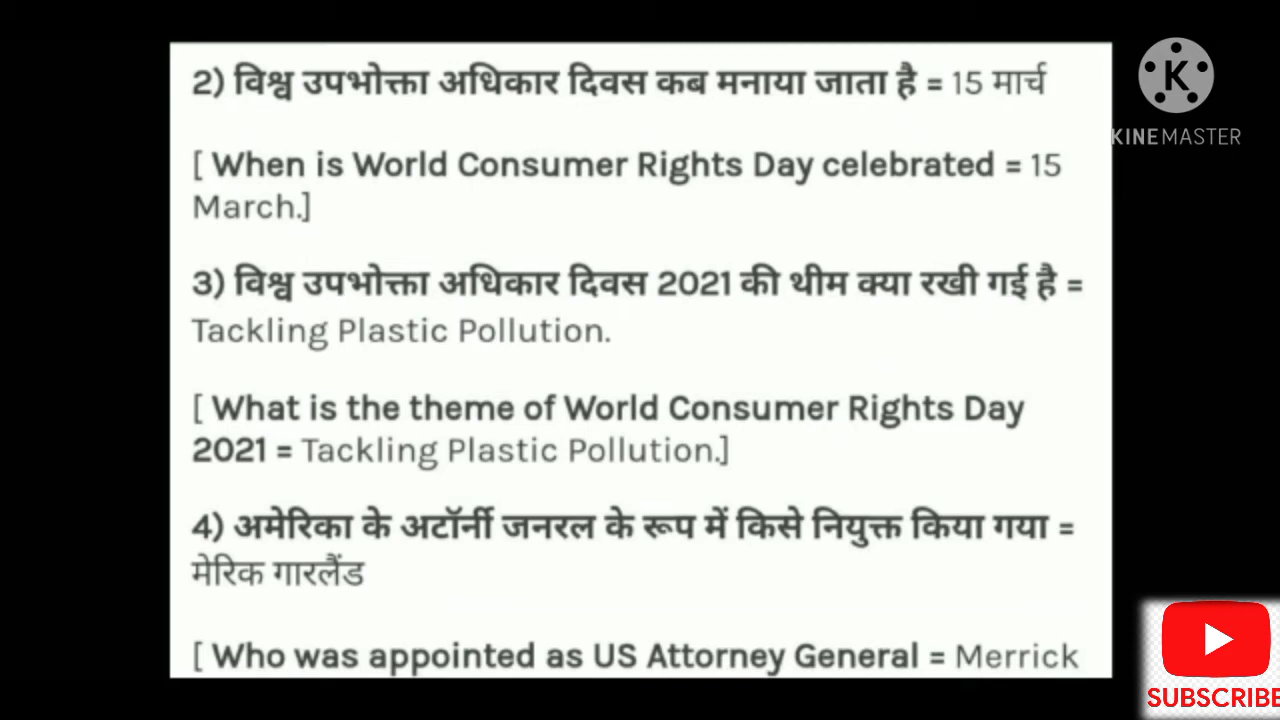 2) विश्व उपभोक्ता अधिकार दिवस कब मनाया जाता है = 15 मार्च
[ When is World Consumer Rights Day celebrated = 15
March.]
3) विश्व उपभोक्ता अधिकार दिवस 2021 की थीम क्या रखी गई है =
Tackling Plastic Pollution.
[ What is the theme of World Consumer Rights Day
2021 = Tackling Plastic Pollution.]
4) अमेरिका के अटॉर्नी जनरल के रूप में किसे नियुक्त किया गया =
मेरिक गारलैंड
[ Who was appointed as US Attorney General = Merrick
K
KINEMASTER
SUBSCRIBE